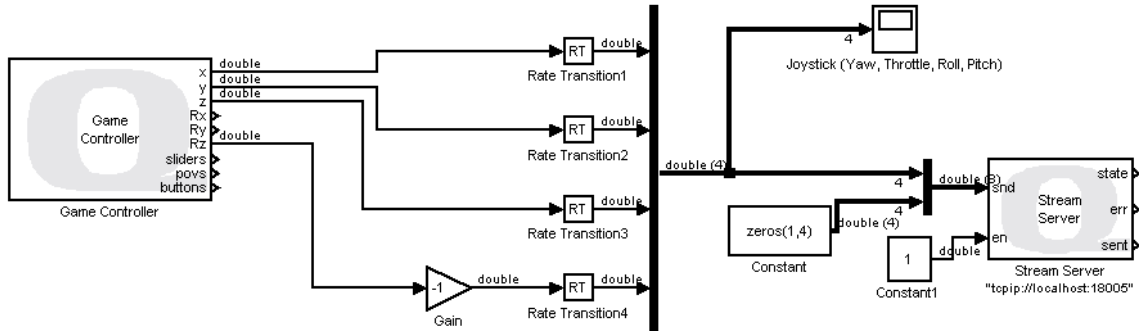 Game
Controller
x
y
z
Rx
Ry
Rz
sliders
povs
buttons
Game Controller
double
double
double
double
-1
Gain
double
RT
double
Rate Transition1
RT
double
Rate Transition2
RT
double
Rate Transition3
RT
double
Rate Transition4
double (4)
4
Joystick (Yaw, Throttle, Roll, Pitch)
4
4
double (4)
zeros(1,4)
Constant
double (8)
1
Constant1
double
snd
en
Stream
Server
state
err
sent
Stream Server
"tcpip://localhost:18005"